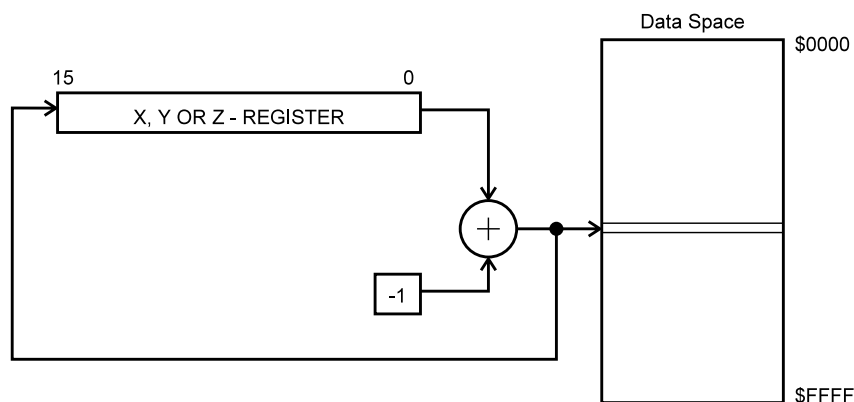 Data Space
$0000
15
0
X, Y OR Z - REGISTER
+
-1
$FFFF